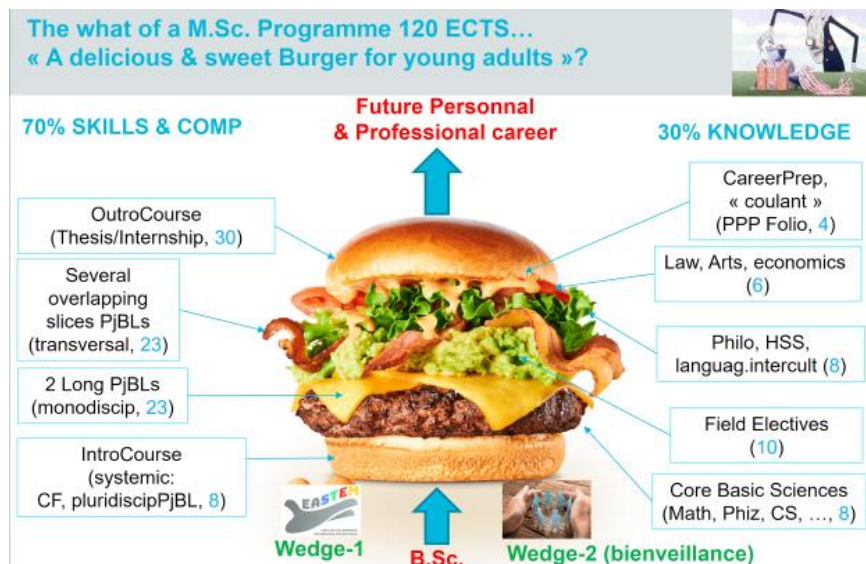 The what of a M.Sc. Programme 120 ECTS...
« A delicious & sweet Burger for young adults »?
70% SKILLS & COMP
Future Personnal
& Professional career
30% KNOWLEDGE
OutroCourse
(Thesis/Internship, 30)
Several
overlapping
slices PjBLs
(transversal, 23)
2 Long PjBLs
(monodiscip, 23)
IntroCourse
(systemic:
CF, pluridiscipPjBL, 8)
CareerPrep,
« coulant »
(PPP Folio, 4)
Law, Arts, economics
(6)
Philo, HSS,
languag.intercult (8)
Field Electives
(10)
Core Basic Sciences
(Math, Phiz, CS, ..., 8)
EASTEM
Wedge-1
B.Sc.
Wedge-2 (bienveillance)